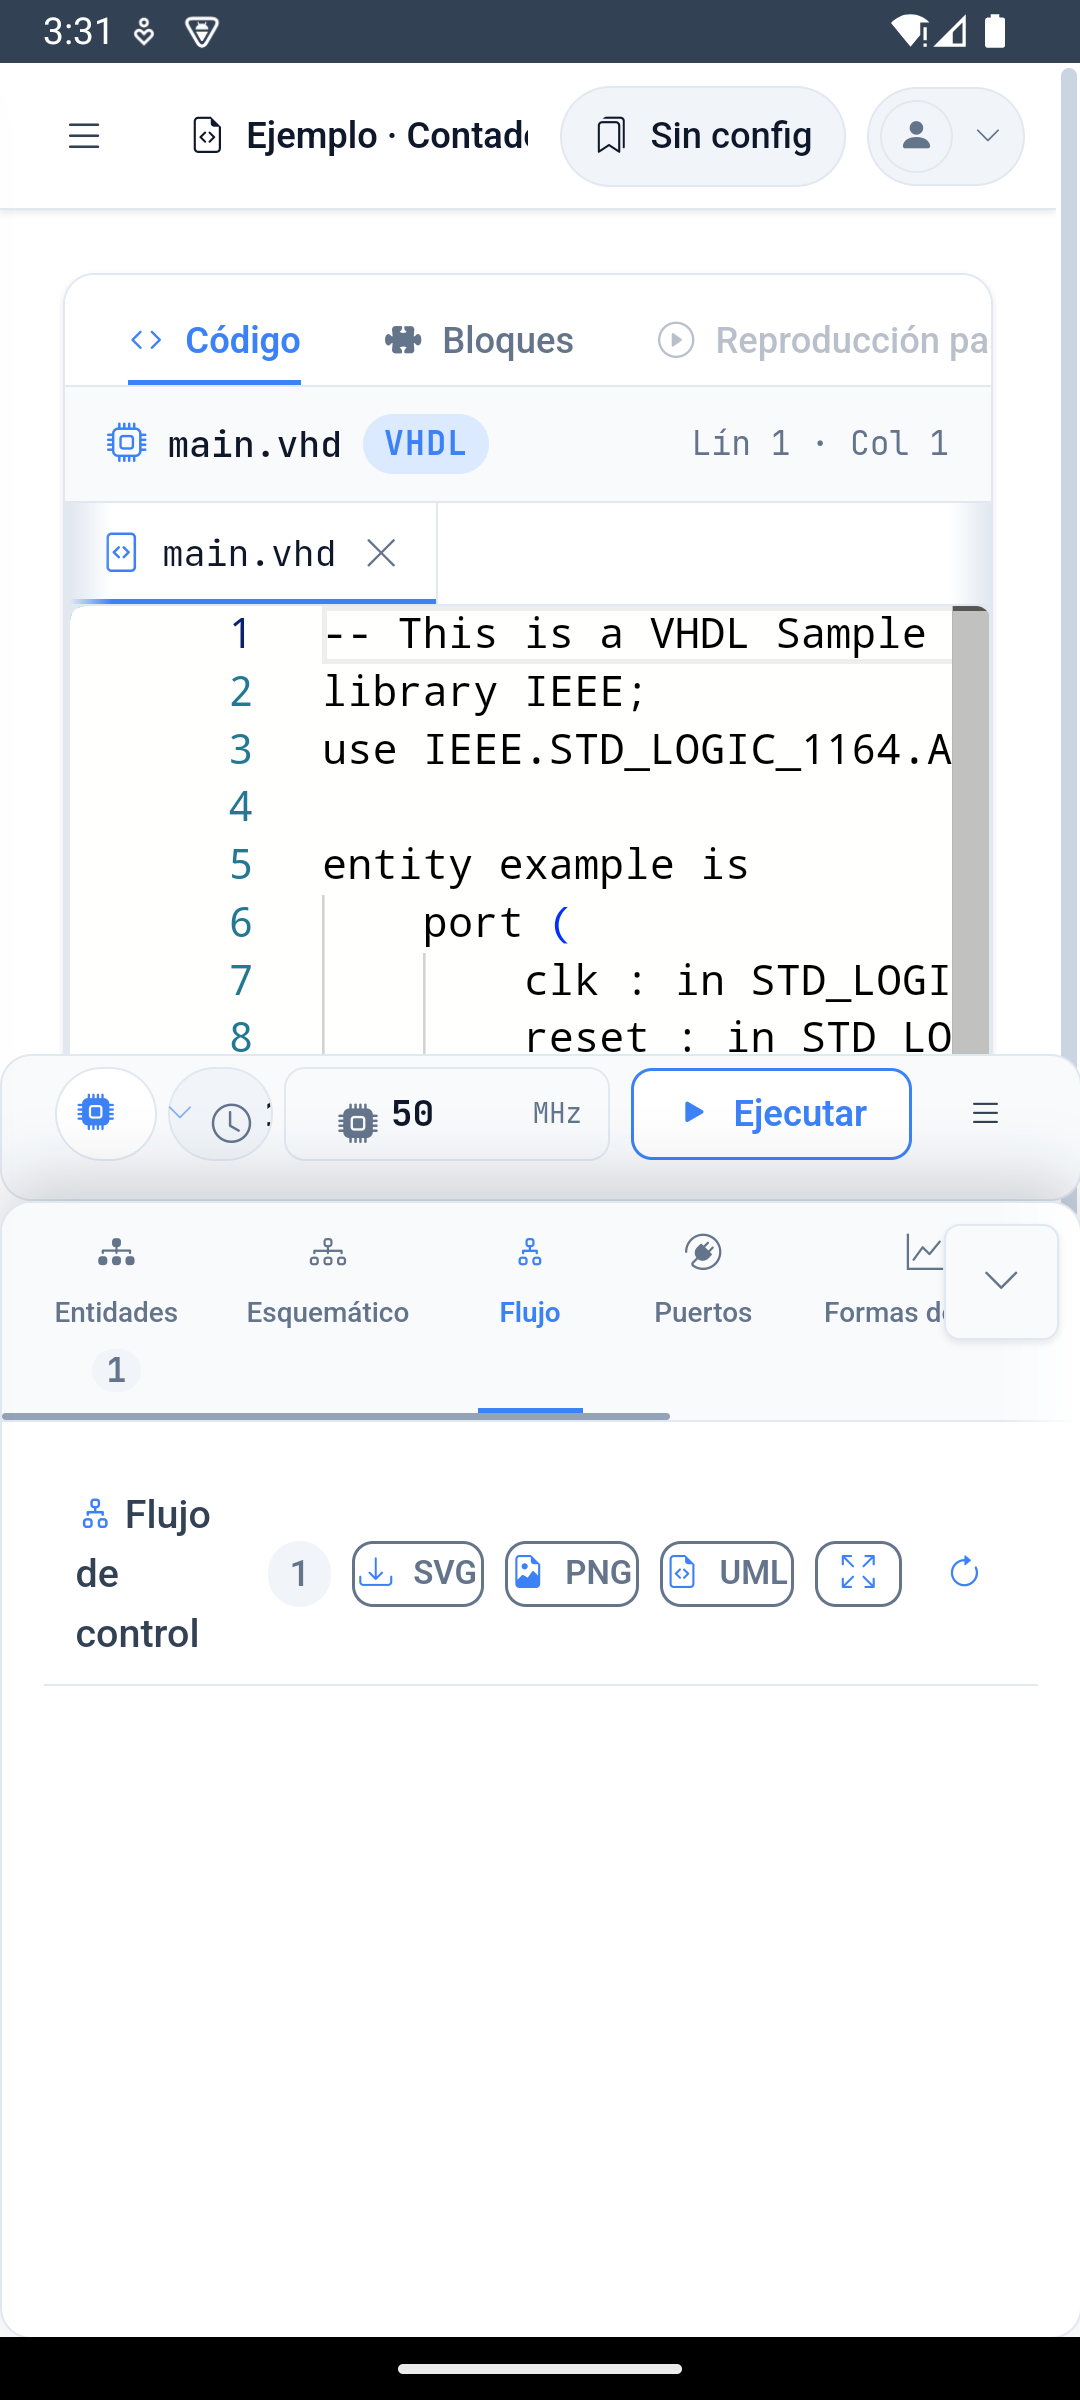 3:31
Ejemplo · Contad
Sin config
Código
Bloques
Reproducción pa
main.vhd
VHDL
Lín 1 · Col 1
main.vhd
1 -- This is a VHDL Sample
2 library IEEE;
3 use IEEE.STD_LOGIC_1164.A
4
5 entity example is
6 port (
7 clk : in STD_LOGI
8 reset : in STD_LO
50 MHz
Ejecutar
Entidades
1
Esquemático
Flujo
Puertos
Formas d
Flujo
de
control
1
SVG
PNG
UML